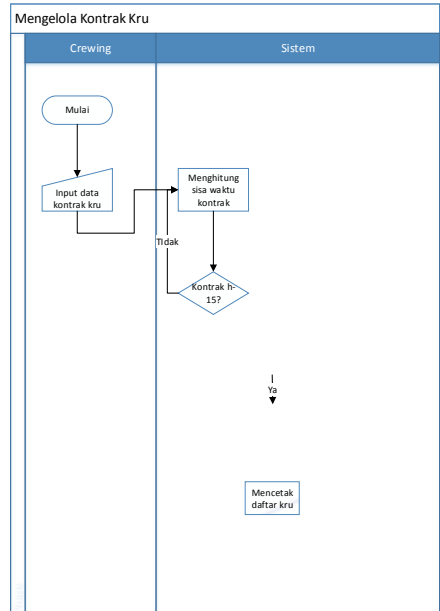 Mengelola Kontrak Kru
Crewing
Sistem
Mulai
Input data
kontrak kru
Menghitung
sisa waktu
kontrak
TIdak
Kontrak h-
15?
Ya
Mencetak
daftar kru